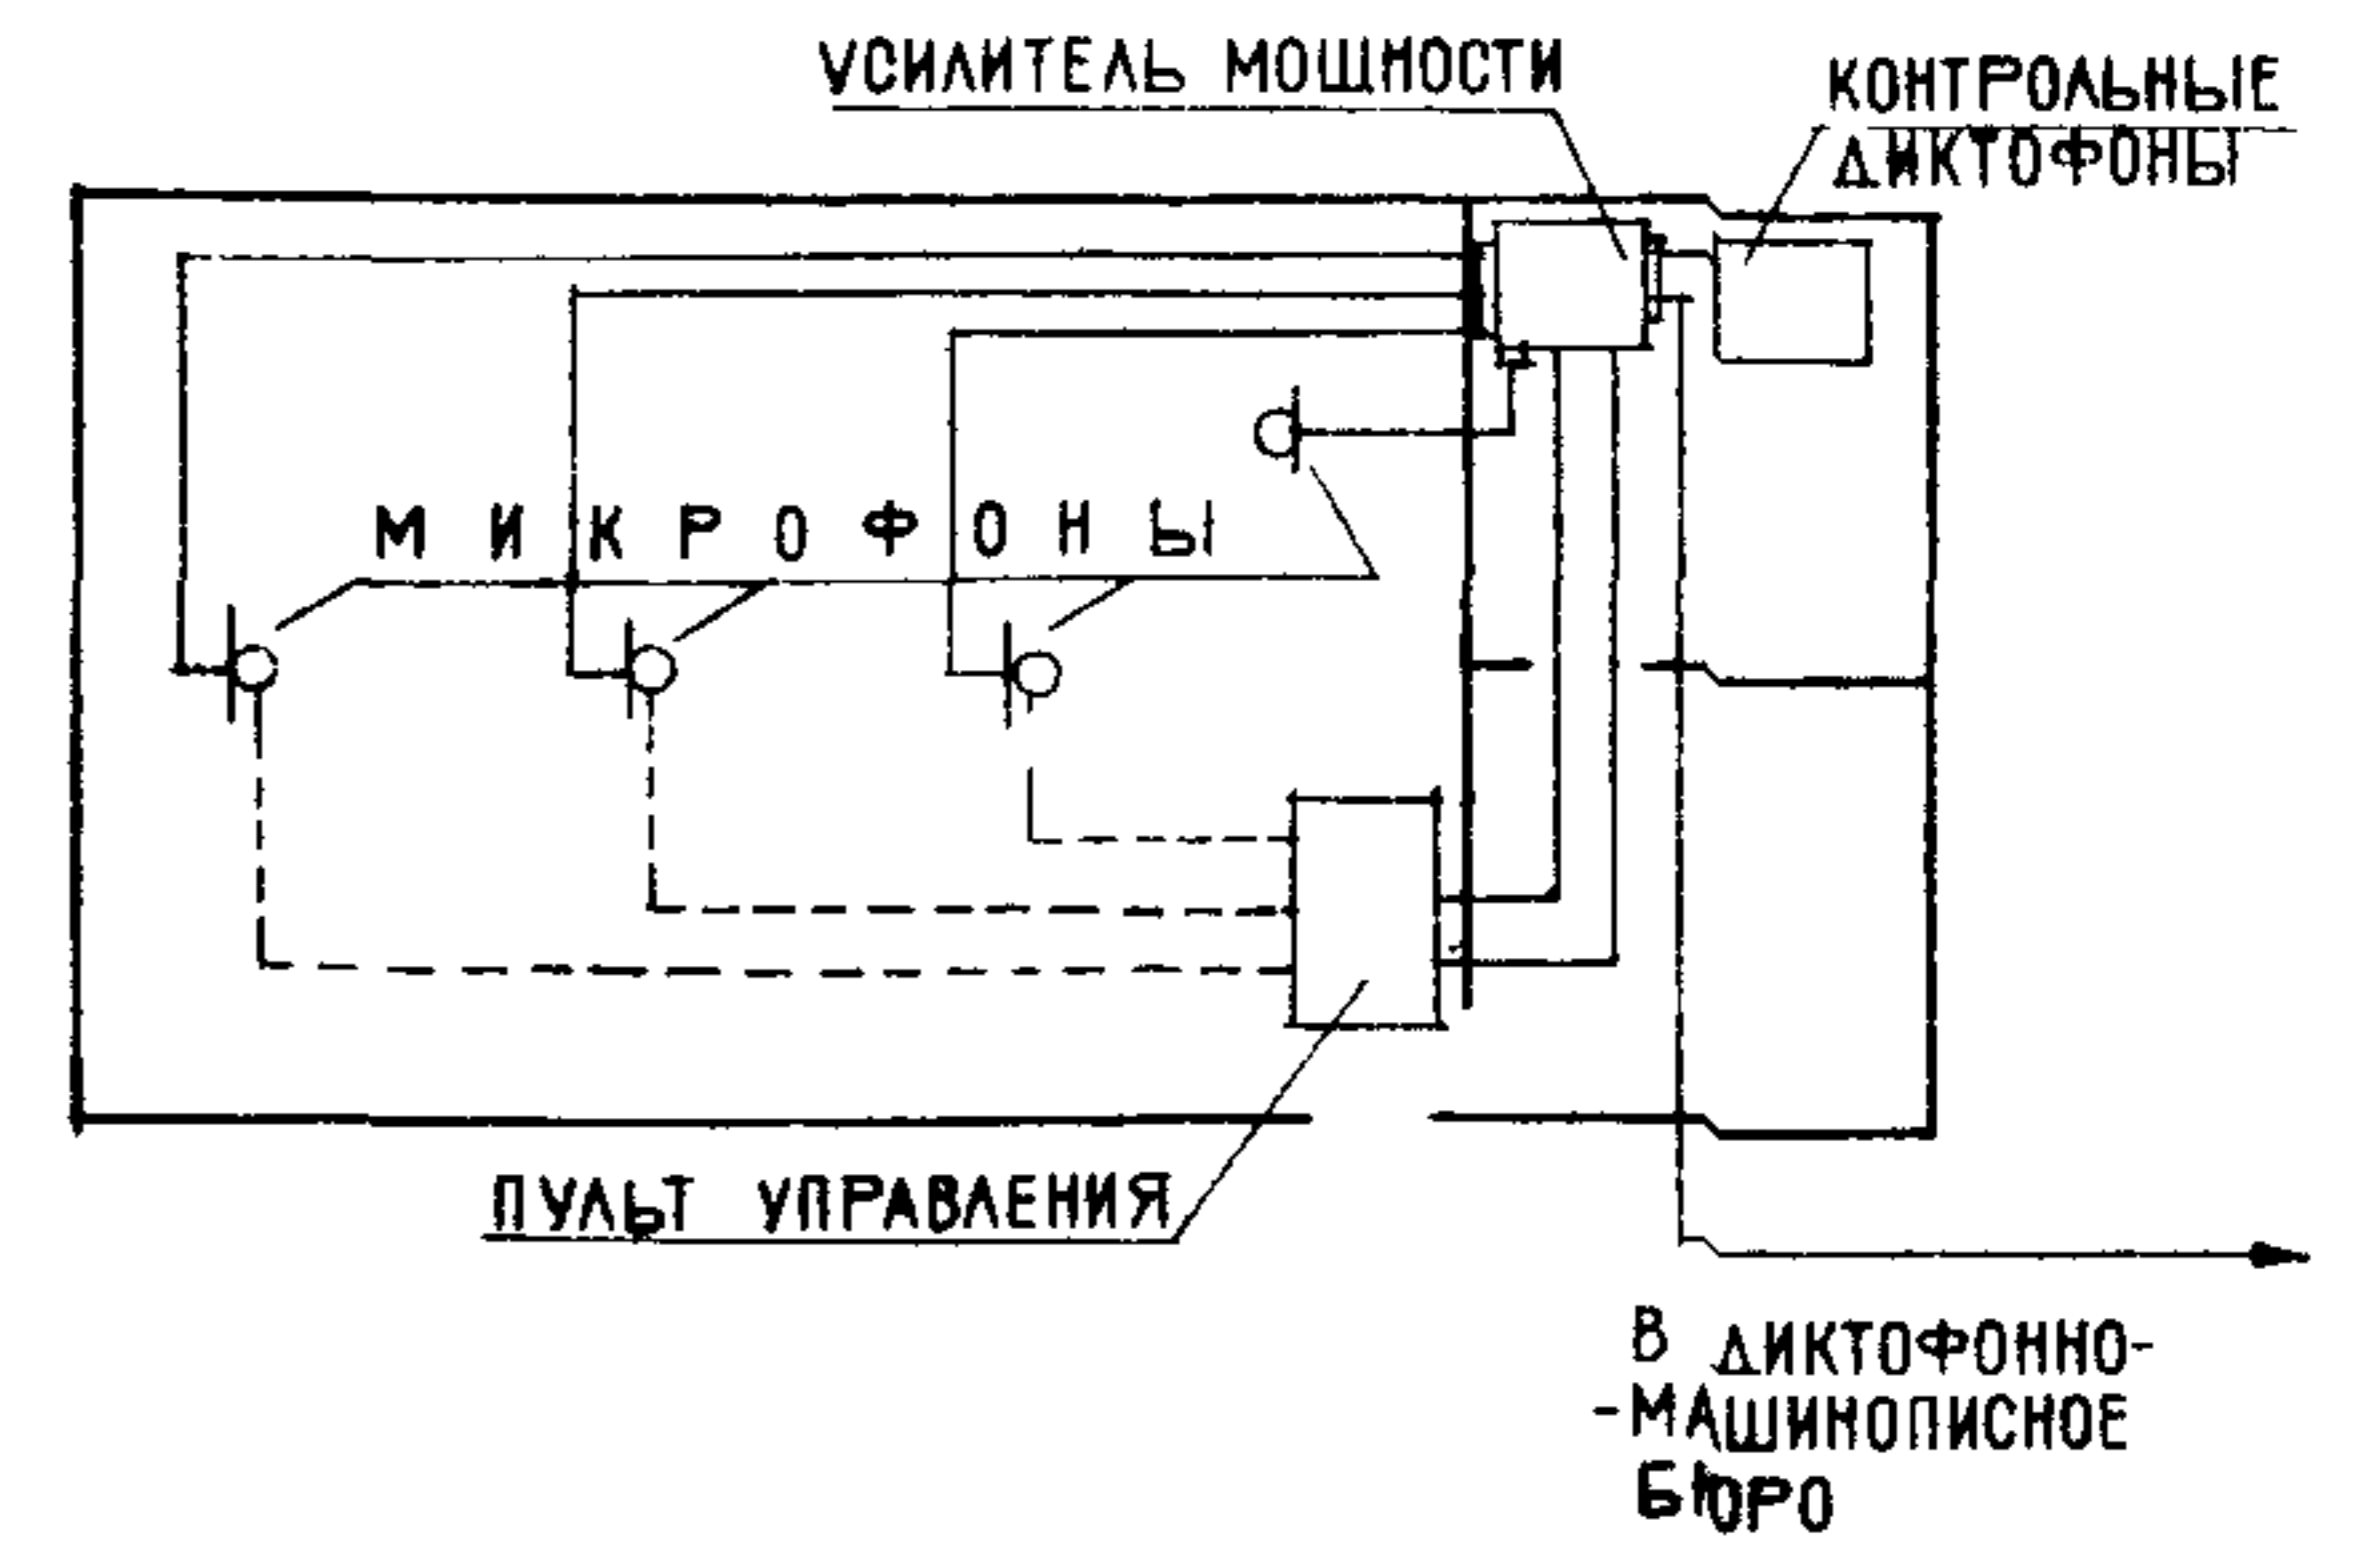 УСИЛИТЕЛЬ МОЩНОСТИ
КОНТРОЛЬНЫЕ
ДИКТОФОНЫ
МИКРОФОНЫ
ПУЛЬТ УПРАВЛЕНИЯ
В ДИКТОФОННО-
-МАШИНОПИСНОЕ
БЮРО